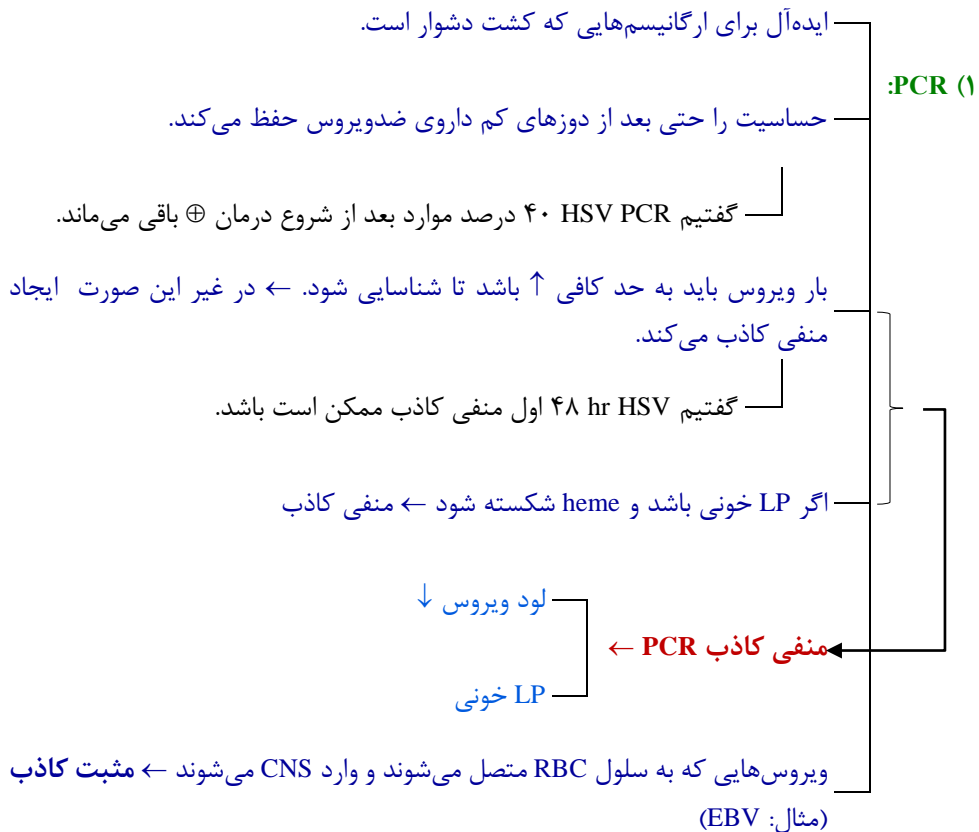 ایده‌آل برای ارگانیسم‌هایی که کشت دشوار است.
۱) PCR:
حساسیت را حتی بعد از دوزهای کم داروی ضدویروس حفظ می‌کند.
گفتیم HSV PCR ۴۰ درصد موارد بعد از شروع درمان ⊕ باقی می‌ماند.
بار ویروس باید به حد کافی ↑ باشد تا شناسایی شود. ← در غیر این صورت ایجاد
منفی کاذب می‌کند.
گفتیم ۴۸ hr HSV اول منفی کاذب ممکن است باشد.
اگر LP خونی باشد و heme شکسته شود ← منفی کاذب
لود ویروس ↓
منفی کاذب PCR ←
LP خونی
ویروس‌هایی که به سلول RBC متصل می‌شوند و وارد CNS می‌شوند ← مثبت کاذب
(مثال: EBV)